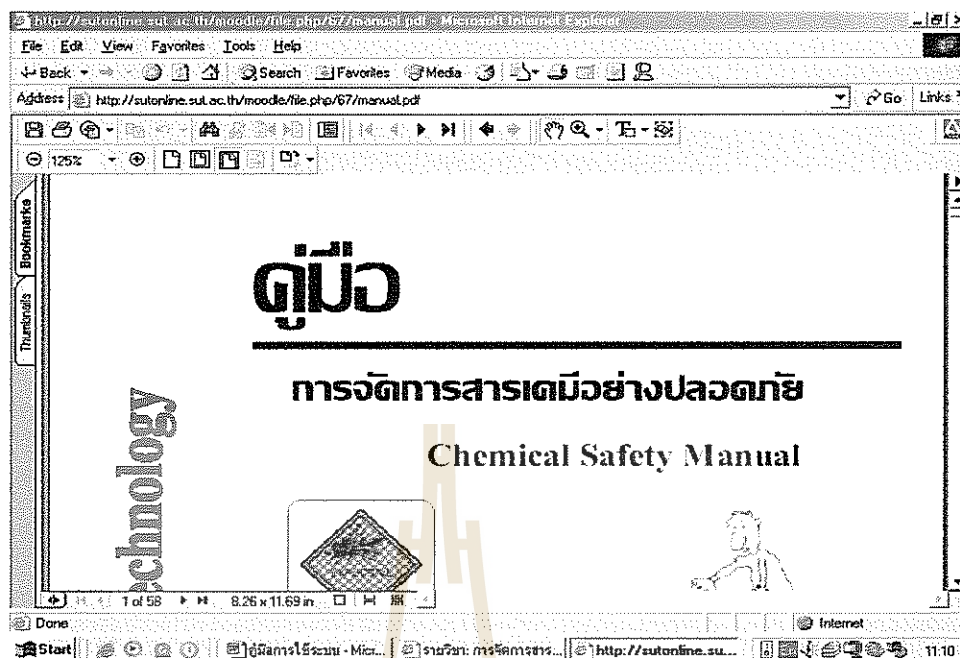 http://sutonline.sut.ac.th/moodle/file.php/67/manual.pdf - Microsoft Internet Explorer
File Edit View Favorites Tools Help
Back Search Favorites Media
Address http://sutonline.sut.ac.th/moodle/file.php/67/manual.pdf Go Links
125%
Bookmarks
Thumbnails
คู่มือ
การจัดการสารเคมีอย่างปลอดภัย
Chemical Safety Manual
echnology
1 of 58 8.26 x 11.69 in
Done Internet
Start คู่มือการใช้ระบบ - Micr... รายวิชา: การจัดการสาร... http://sutonline.su... 11:10